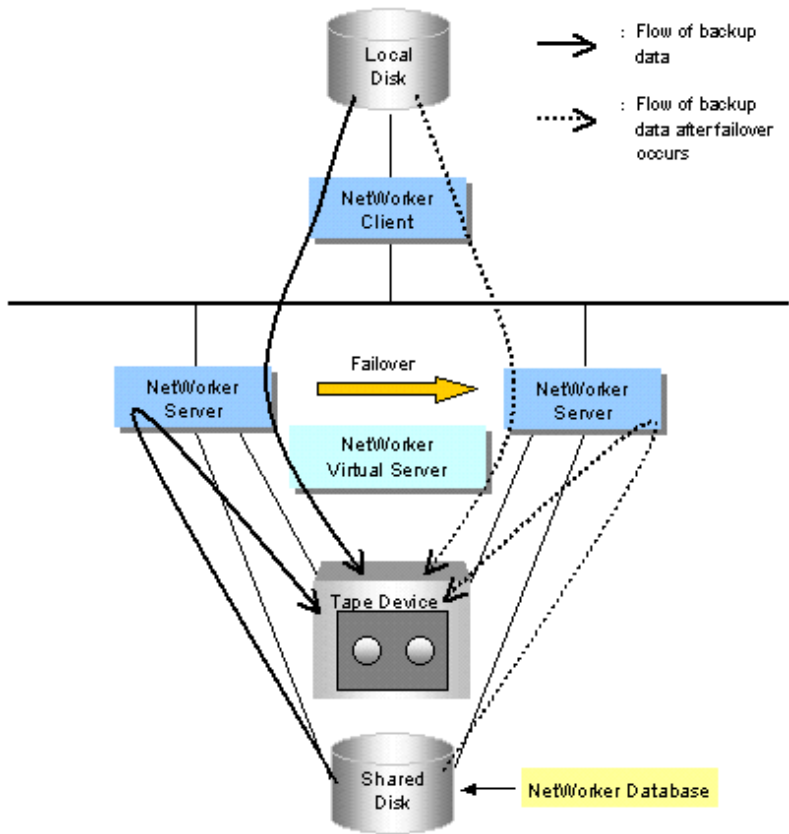 Local
Disk
: Flow of backup
data
: Flow of backup
data after failover
occurs
NetWorker
Client
Failover
NetWorker
Server
NetWorker
Server
NetWorker
Virtual Server
Tape Device
Shared
Disk
NetWorker Database